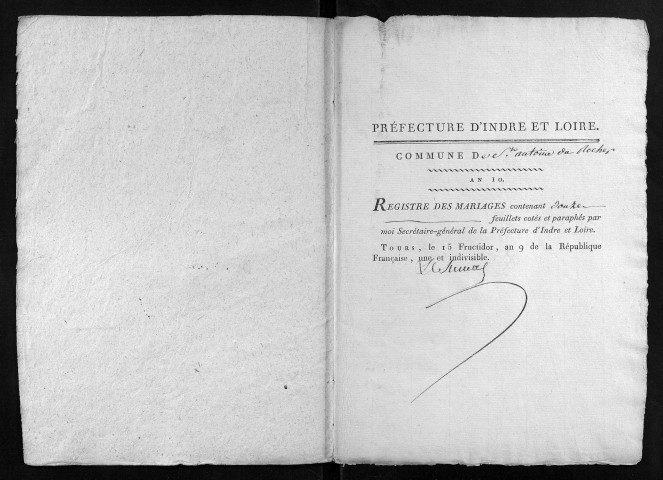 PRÉFECTURE D'INDRE ET LOIRE.
COMMUNE De St. antoine du Rocher
AN 10.
REGISTRE DES MARIAGES contenant douze
feuillets cotés et paraphés par
moi Secrétaire-général de la Préfecture d'Indre et Loire.
TOURS, le 15 Fructidor, an 9 de la République
Française, une et indivisible.